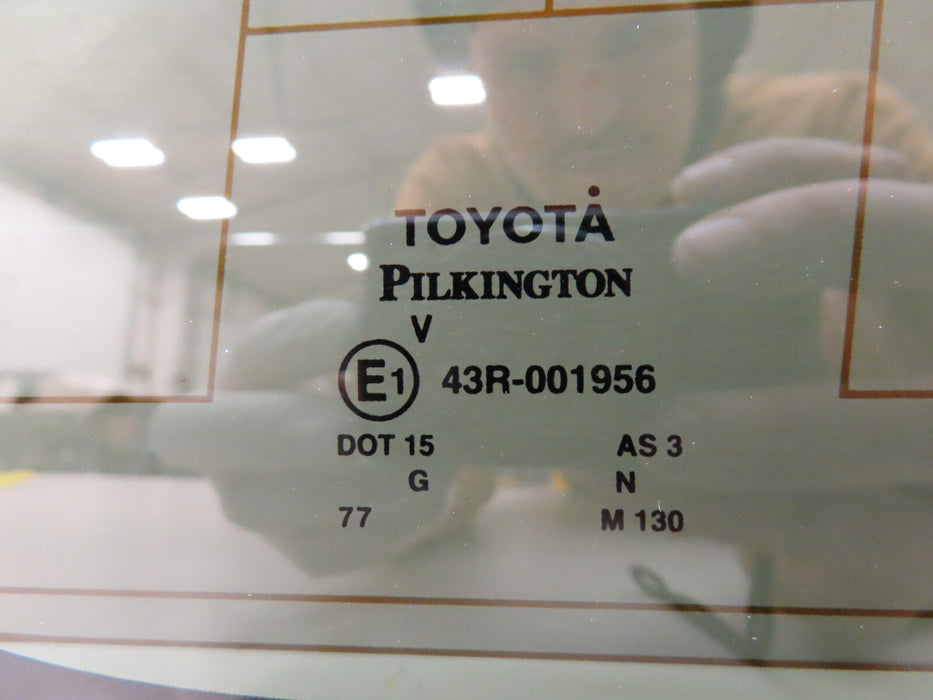 TOYOTA
PILKINGTON
V
E1 43R-001956
DOT 15 AS 3
G N
77 M 130